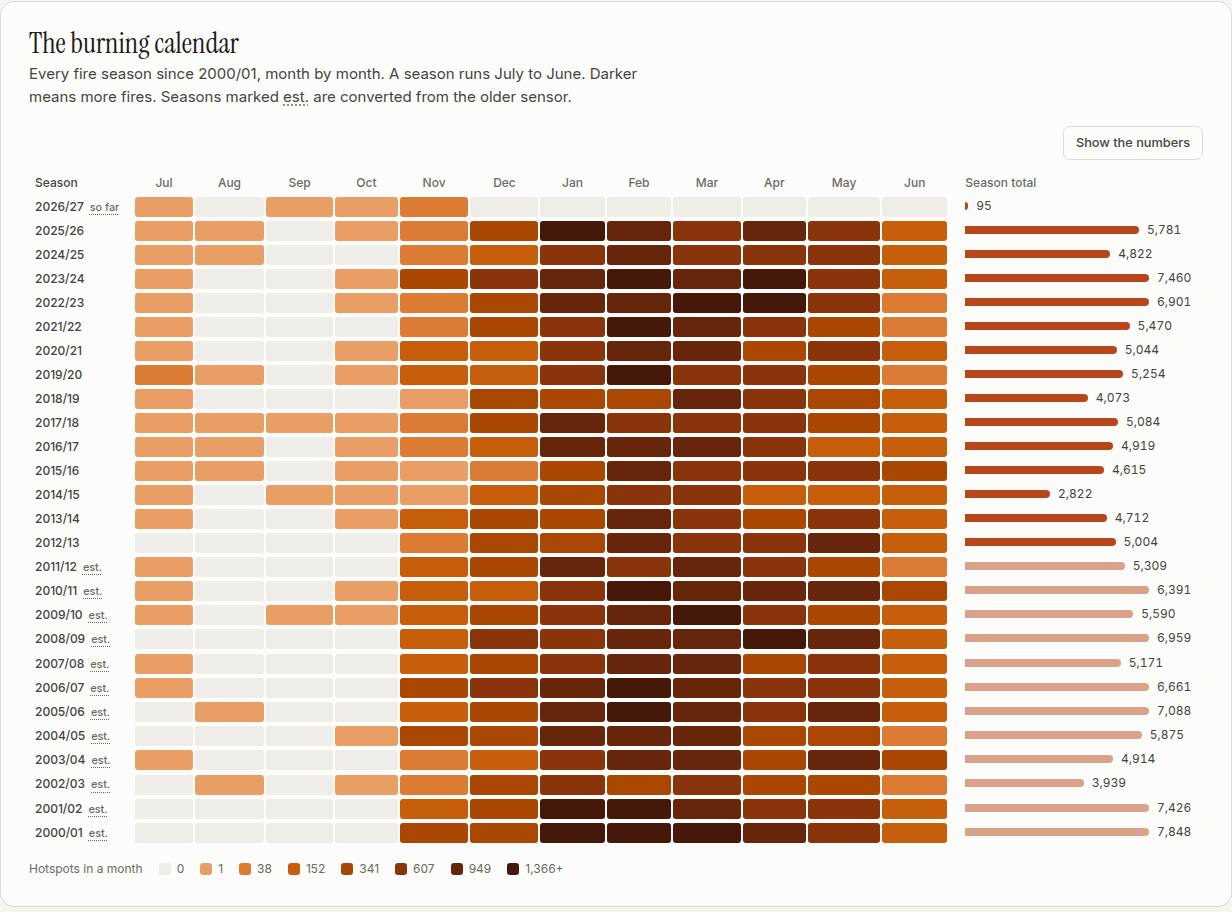 The burning calendar
Every fire season since 2000/01, month by month. A season runs July to June. Darker
means more fires. Seasons marked est. are converted from the older sensor.
Show the numbers
Season Jul Aug Sep Oct Nov Dec Jan Feb Mar Apr May Jun Season total
2026/27 so far 95
2025/26 5,781
2024/25 4,822
2023/24 7,460
2022/23 6,901
2021/22 5,470
2020/21 5,044
2019/20 5,254
2018/19 4,073
2017/18 5,084
2016/17 4,919
2015/16 4,615
2014/15 2,822
2013/14 4,712
2012/13 5,004
2011/12 est. 5,309
2010/11 est. 6,391
2009/10 est. 5,590
2008/09 est. 6,959
2007/08 est. 5,171
2006/07 est. 6,661
2005/06 est. 7,088
2004/05 est. 5,875
2003/04 est. 4,914
2002/03 est. 3,939
2001/02 est. 7,426
2000/01 est. 7,848
Hotspots in a month 0 1 38 152 341 607 949 1,366+